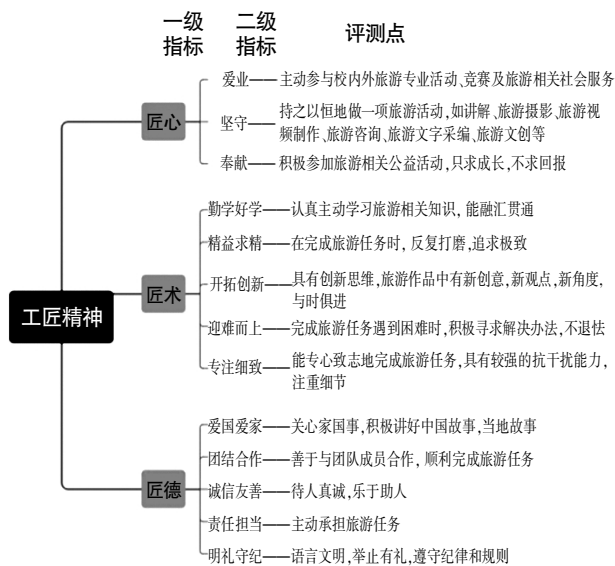 一级指标 二级指标 评测点
工匠精神
匠心
爱业——主动参与校内外旅游专业活动、竞赛及旅游相关社会服务
坚守——持之以恒地做一项旅游活动,如讲解、旅游摄影、旅游视
频制作、旅游咨询、旅游文字采编、旅游文创等
奉献——积极参加旅游相关公益活动,只求成长,不求回报
匠术
勤学好学——认真主动学习旅游相关知识,能融汇贯通
精益求精——在完成旅游任务时,反复打磨,追求极致
开拓创新——具有创新思维,旅游作品中有新创意,新观点,新角度,
与时俱进
迎难而上——完成旅游任务遇到困难时,积极寻求解决办法,不退怯
专注细致——能专心致志地完成旅游任务,具有较强的抗干扰能力,
注重细节
匠德
爱国爱家——关心家国事,积极讲好中国故事,当地故事
团结合作——善于与团队成员合作,顺利完成旅游任务
诚信友善——待人真诚,乐于助人
责任担当——主动承担旅游任务
明礼守纪——语言文明,举止有礼,遵守纪律和规则